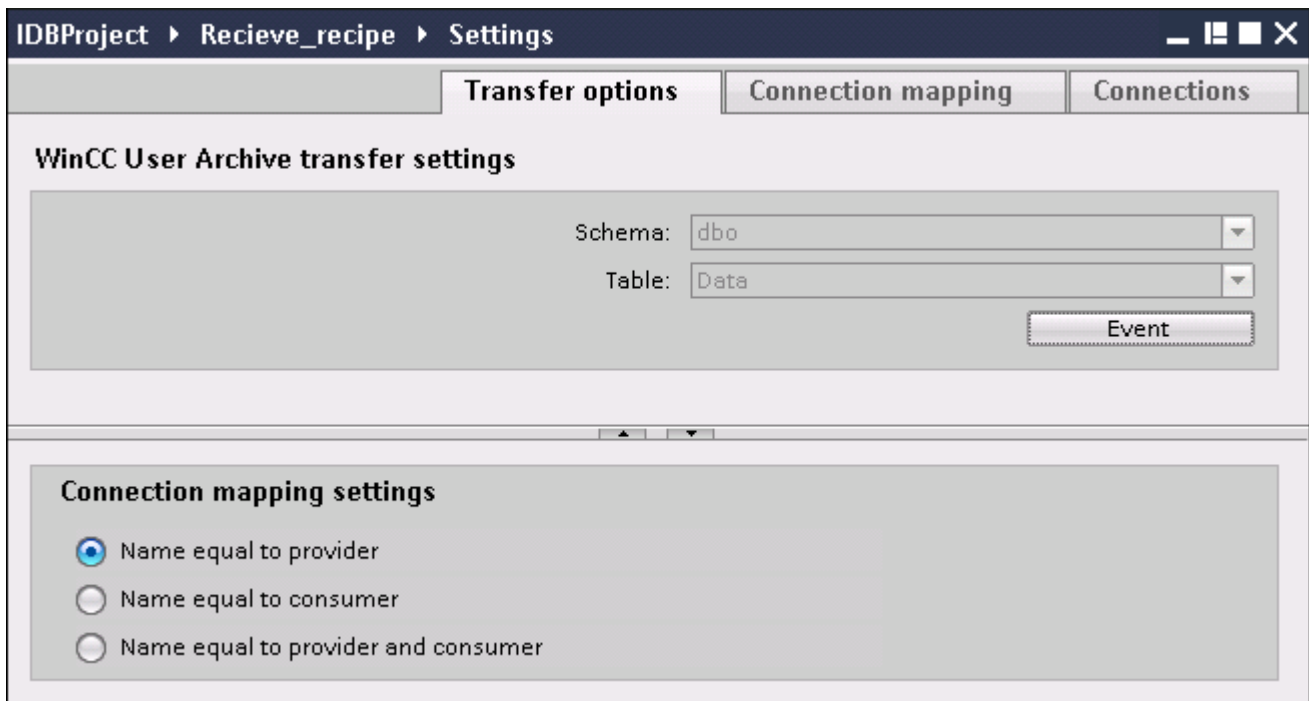 IDBProject ▸ Recieve_recipe ▸ Settings
Transfer options Connection mapping Connections
WinCC User Archive transfer settings
Schema: dbo
Table: Data
Event
Connection mapping settings
Name equal to provider
Name equal to consumer
Name equal to provider and consumer